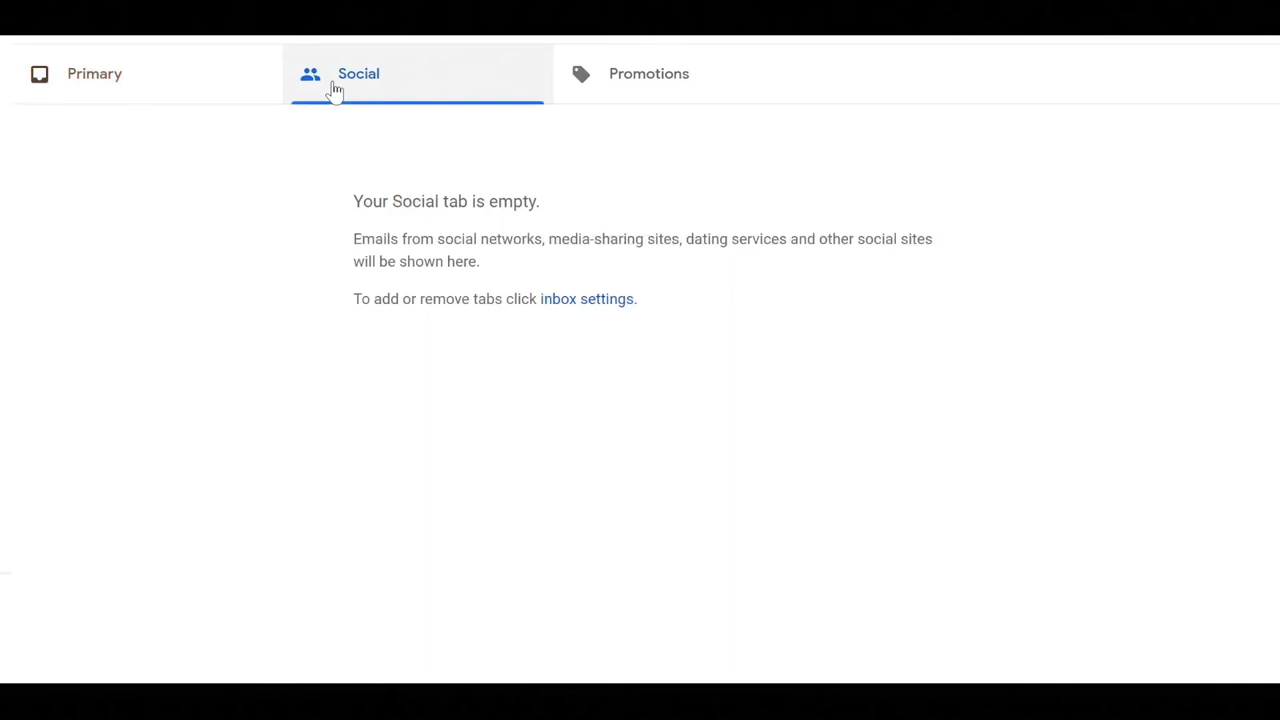 Primary
Social
Promotions
Your Social tab is empty.
Emails from social networks, media-sharing sites, dating services and other social sites
will be shown here.
To add or remove tabs click inbox settings.